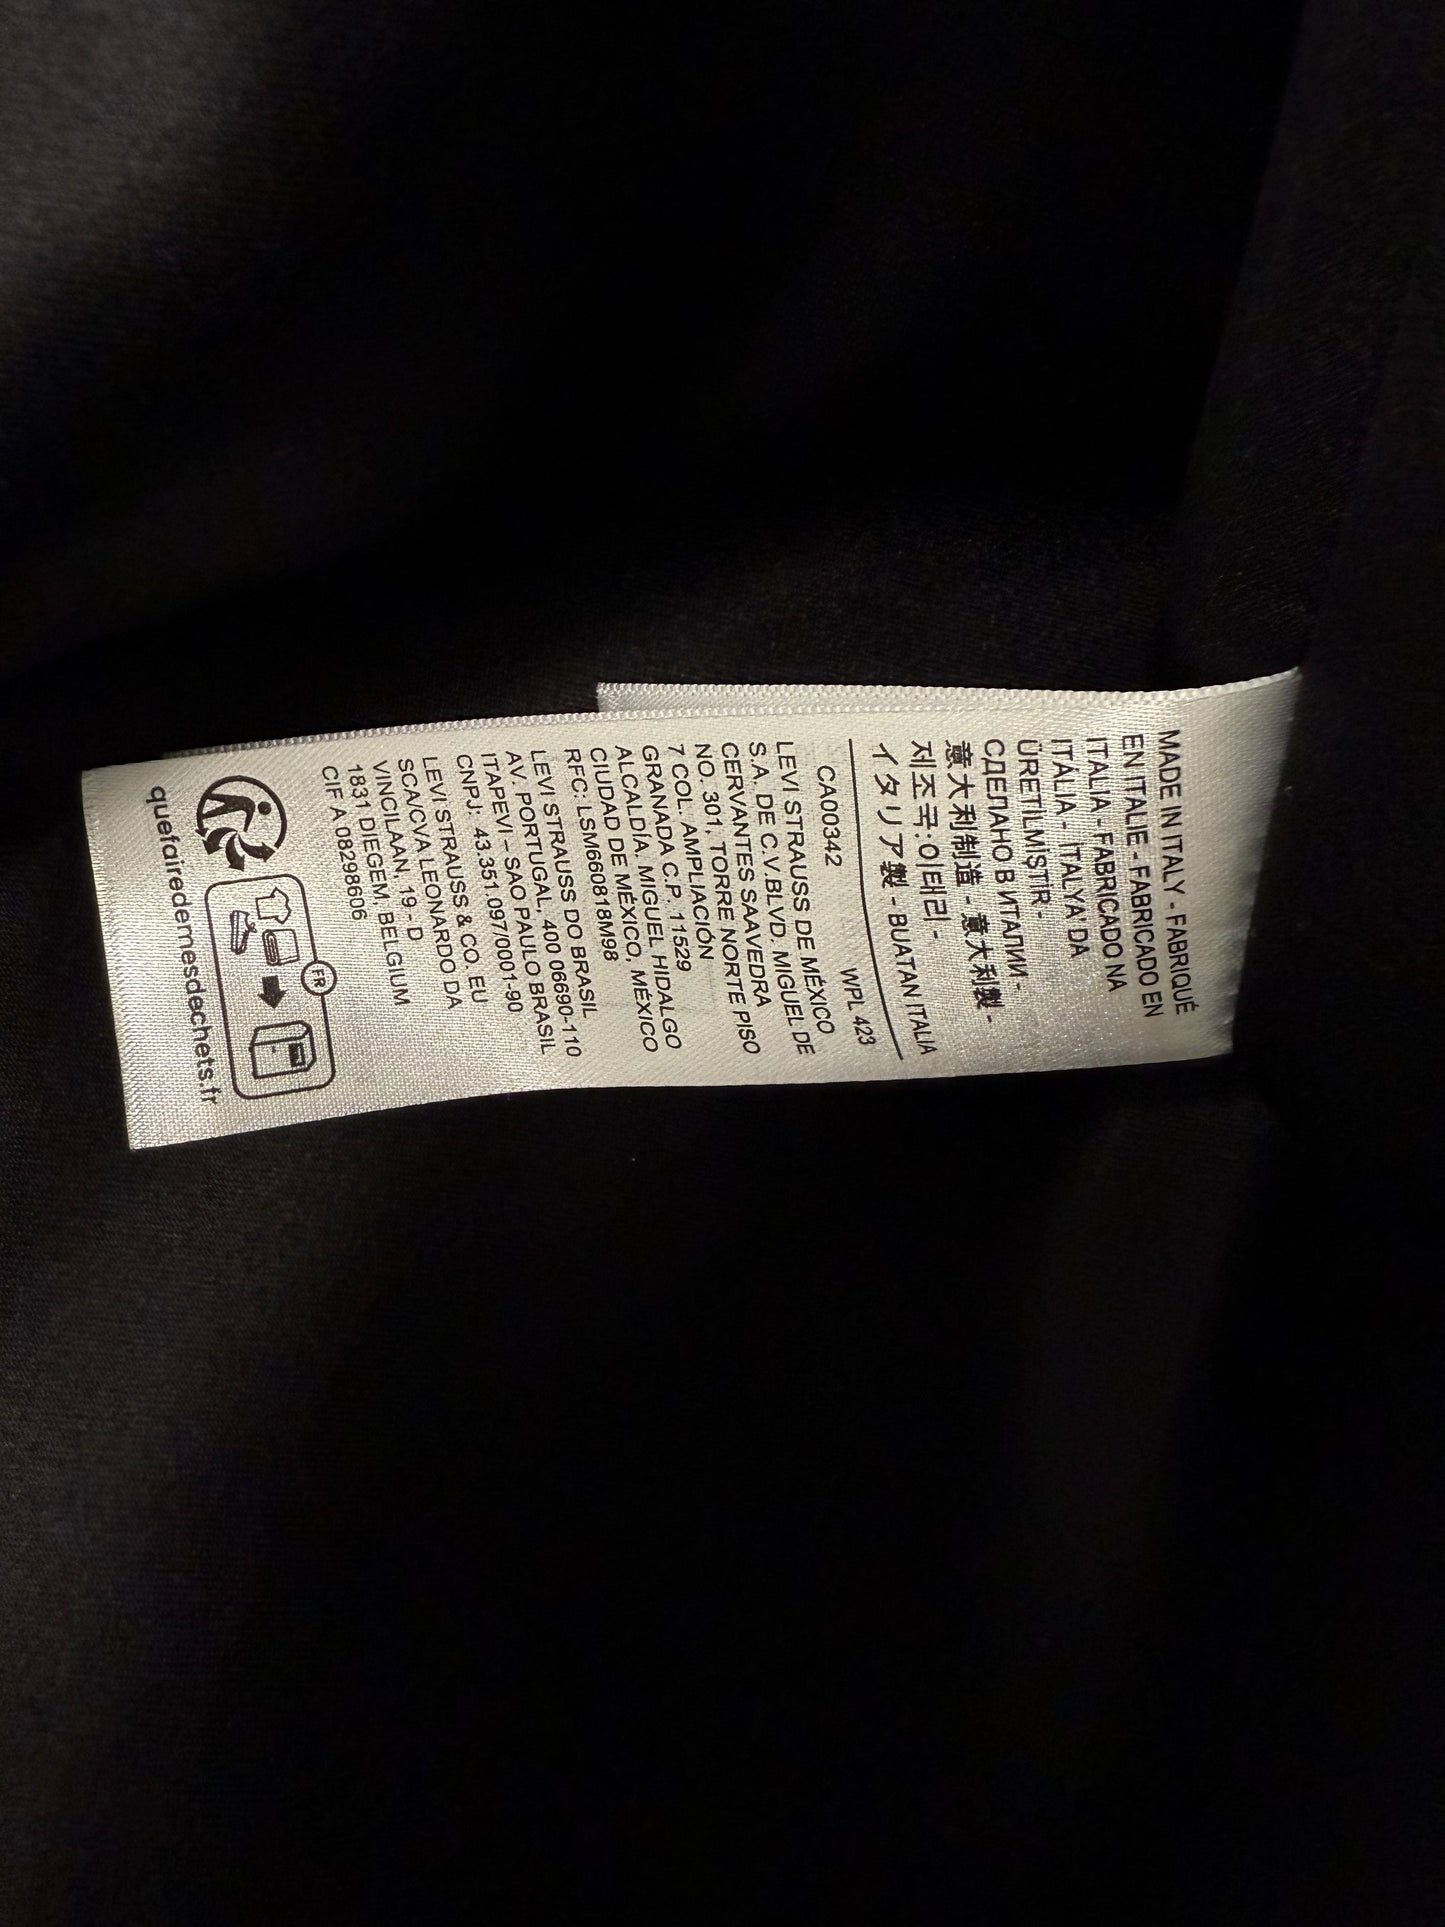 MADE IN ITALY - FABRIQUÉ
EN ITALIE - FABRICADO EN
ITALIA - FABRICADO NA
ITALIA - ITALYA'DA
ÜRETİLMİŞTİR -
СДЕЛАНО В ИТАЛИИ -
意大利制造 - 意大利製 -
제조국:이태리 -
イタリア製 - BUATAN ITALIA
WPL 423
CA00342
LEVI STRAUSS DE MÉXICO
S.A. DE C.V.BLVD. MIGUEL DE
CERVANTES SAAVEDRA
NO. 301, TORRE NORTE PISO
7 COL. AMPLIACIÓN
GRANADA C.P. 11529
ALCALDÍA. MIGUEL HIDALGO
CIUDAD DE MÉXICO, MÉXICO
RFC: LSM660818M98
LEVI STRAUSS DO BRASIL
AV. PORTUGAL, 400 06690-110
ITAPEVI – SAO PAULO BRASIL
CNPJ: 43.351.097/0001-90
LEVI STRAUSS & CO. EU
SCA/CVA LEONARDO DA
VINCILAAN, 19 - D
1831 DIEGEM, BELGIUM
CIF A 08298606
FR
quefairedemesdechets.fr